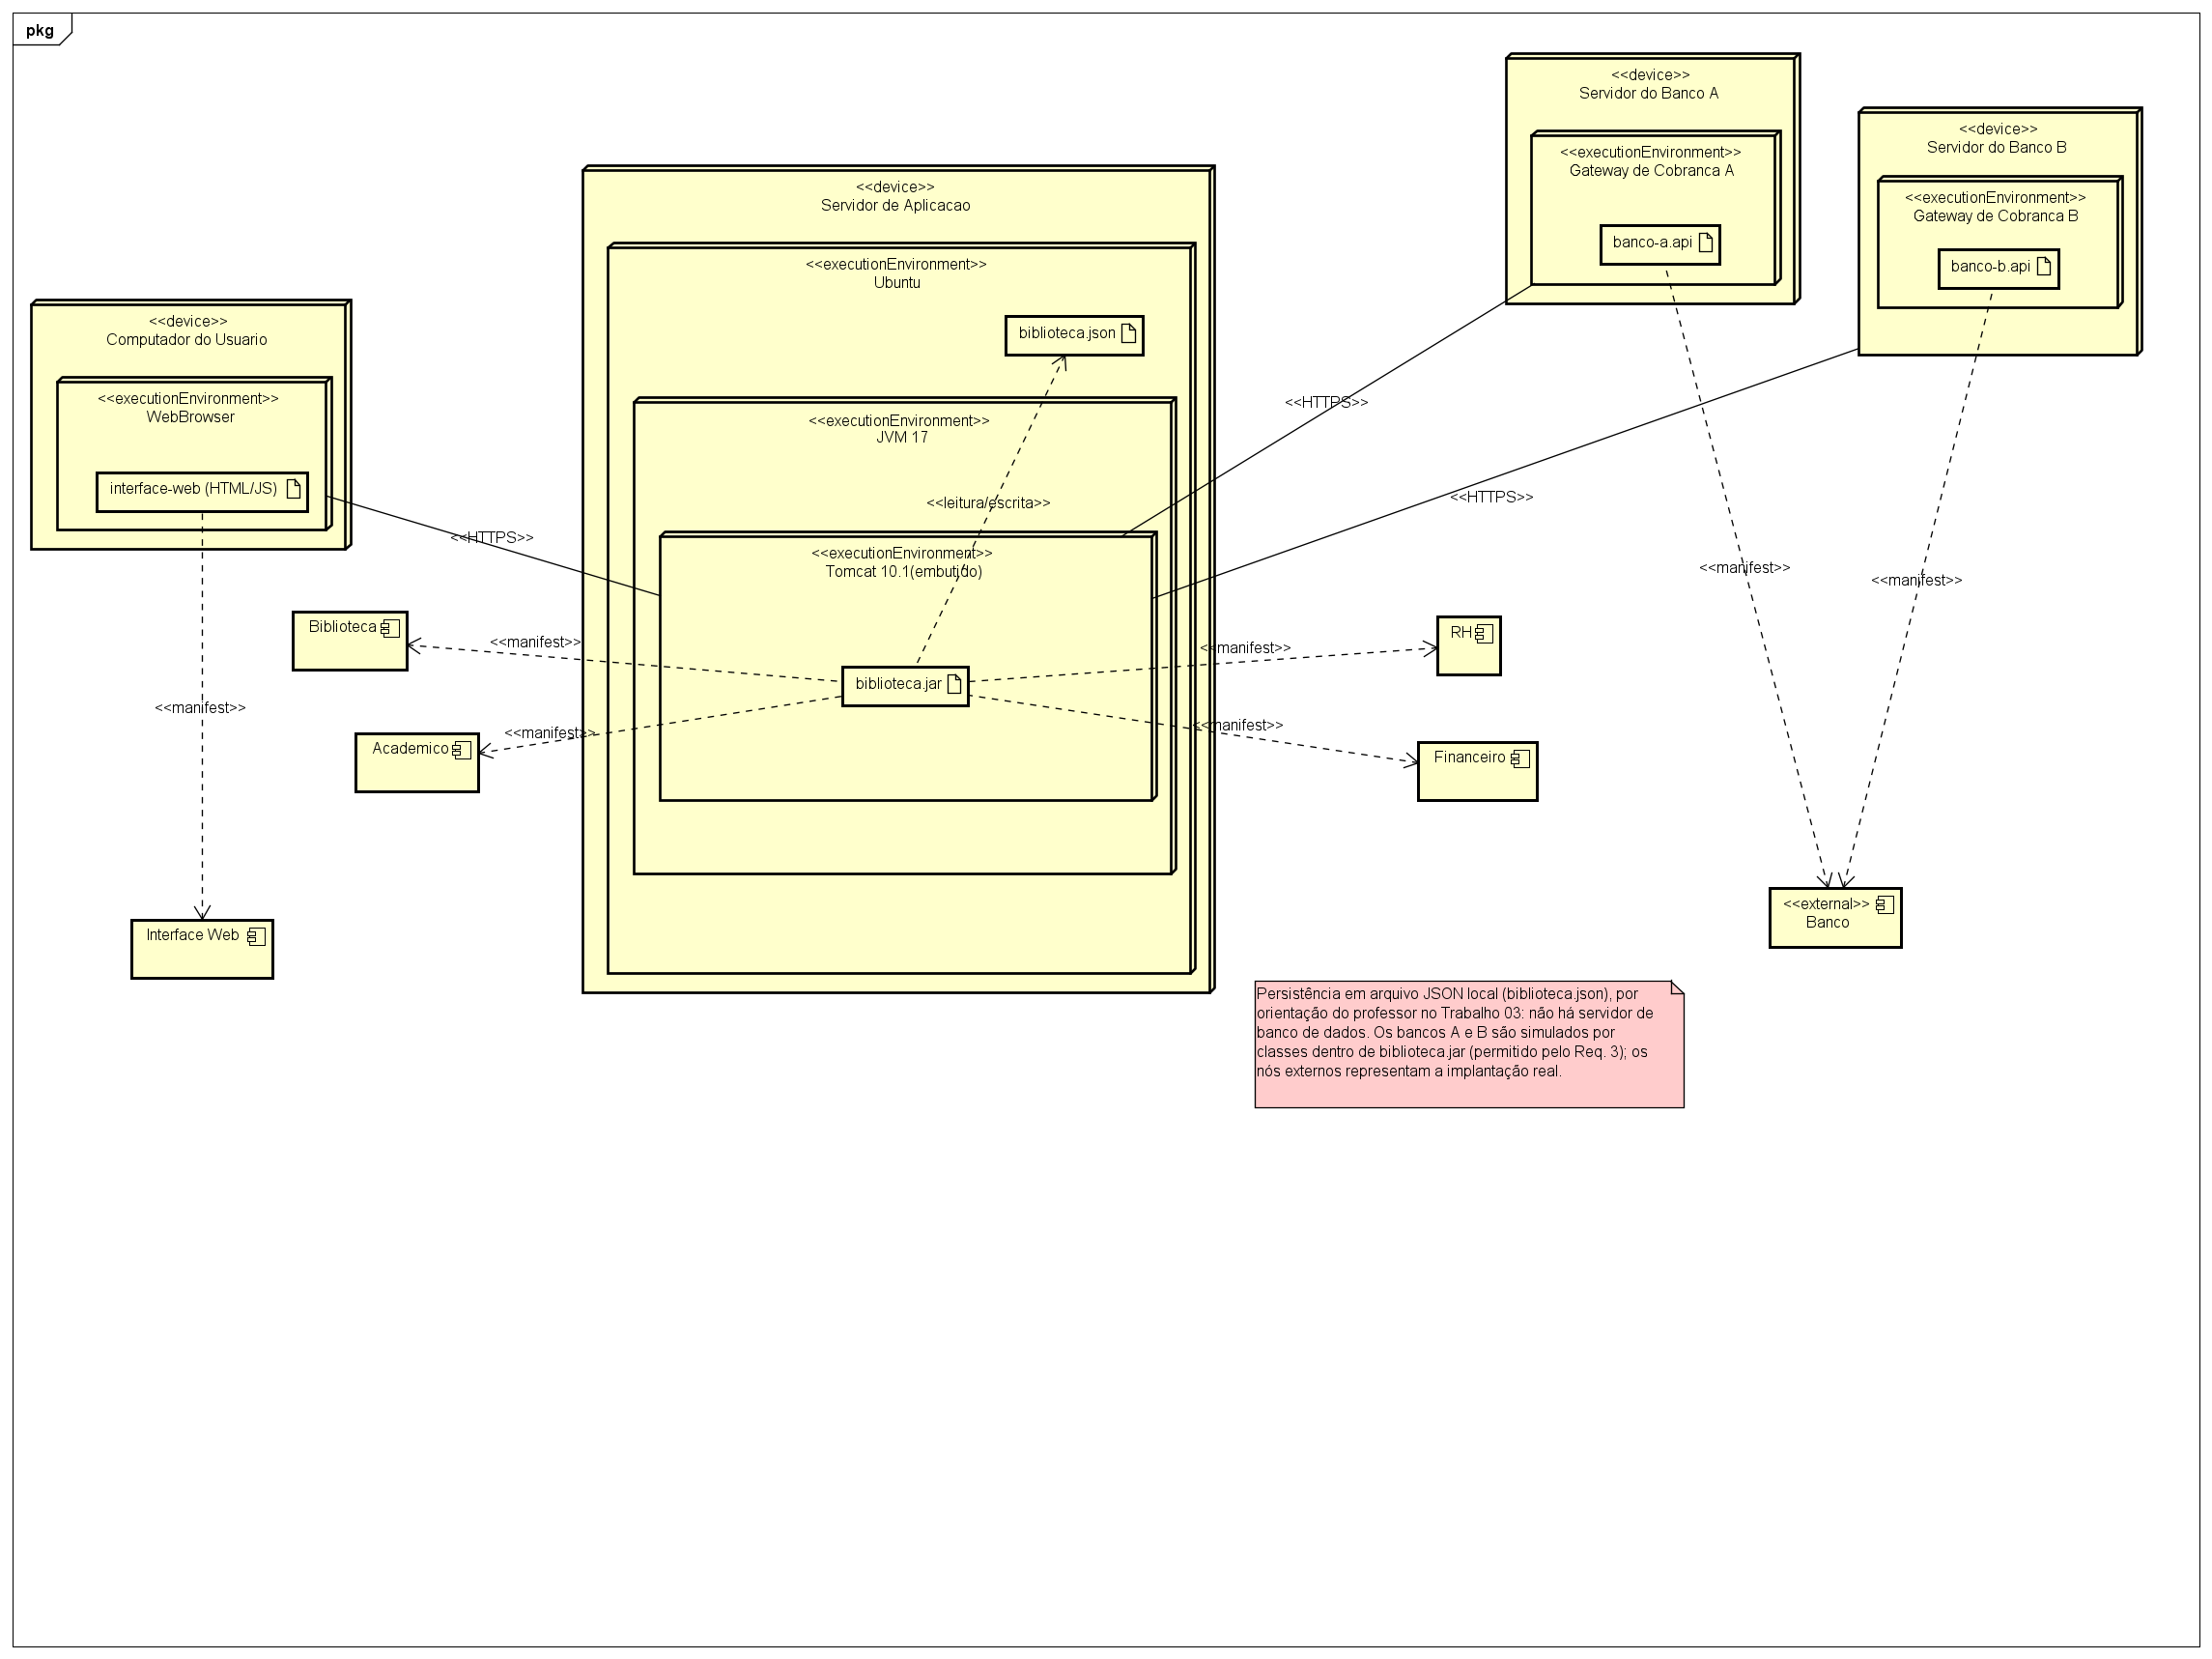 pkg
<<device>>
Servidor do Banco A
<<executionEnvironment>>
Gateway de Cobranca A
banco-a.api
<<device>>
Servidor do Banco B
<<executionEnvironment>>
Gateway de Cobranca B
banco-b.api
<<device>>
Servidor de Aplicacao
<<executionEnvironment>>
Ubuntu
biblioteca.json
<<executionEnvironment>>
JVM 17
<<leitura/escrita>>
<<executionEnvironment>>
Tomcat 10.1(embutido)
biblioteca.jar
<<device>>
Computador do Usuario
<<executionEnvironment>>
WebBrowser
interface-web (HTML/JS)
<<HTTPS>>
<<HTTPS>>
<<HTTPS>>
<<manifest>>
<<manifest>>
Biblioteca
<<manifest>>
<<manifest>>
RH
<<manifest>>
Academico
<<manifest>>
<<manifest>>
Financeiro
Interface Web
<<external>>
Banco
Persistência em arquivo JSON local (biblioteca.json), por
orientação do professor no Trabalho 03: não há servidor de
banco de dados. Os bancos A e B são simulados por
classes dentro de biblioteca.jar (permitido pelo Req. 3); os
nós externos representam a implantação real.